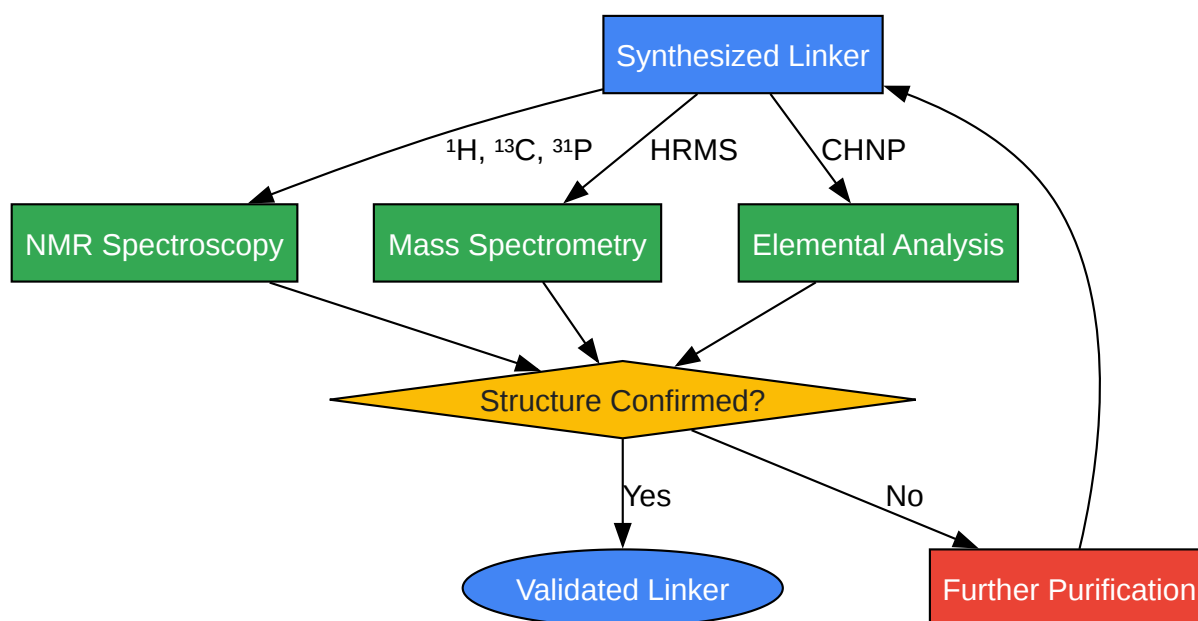 Synthesized Linker
¹H, ¹³C, ³¹P
HRMS
CHNP
NMR Spectroscopy
Mass Spectrometry
Elemental Analysis
Structure Confirmed?
Yes
No
Validated Linker
Further Purification